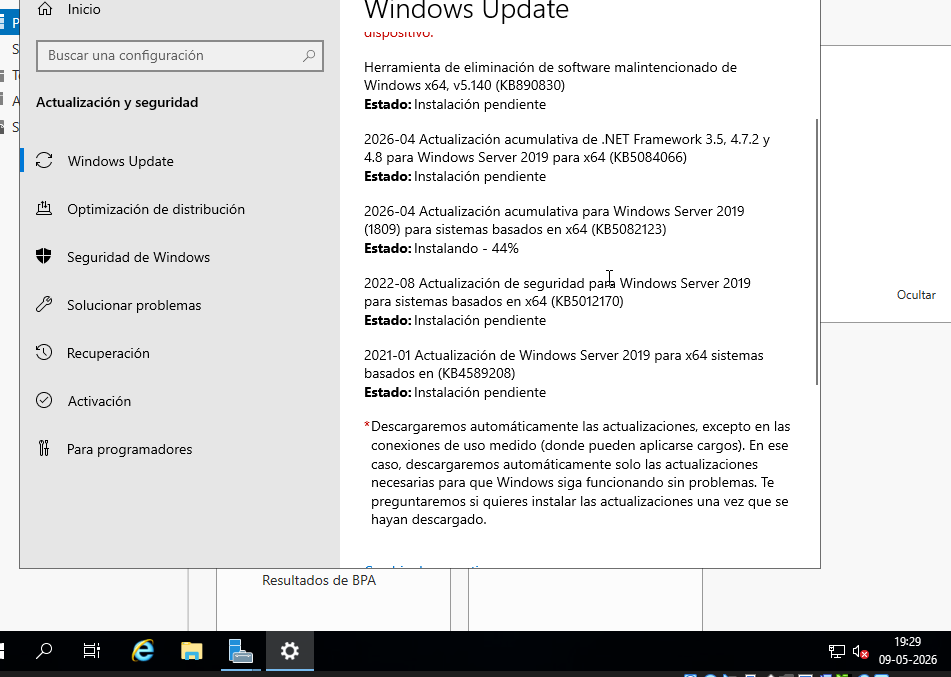 Inicio
Buscar una configuración
Actualización y seguridad
Windows Update
Optimización de distribución
Seguridad de Windows
Solucionar problemas
Recuperación
Activación
Para programadores
Windows Update
dispositivo.
Herramienta de eliminación de software malintencionado de
Windows x64, v5.140 (KB890830)
Estado: Instalación pendiente
2026-04 Actualización acumulativa de .NET Framework 3.5, 4.7.2 y
4.8 para Windows Server 2019 para x64 (KB5084066)
Estado: Instalación pendiente
2026-04 Actualización acumulativa para Windows Server 2019
(1809) para sistemas basados en x64 (KB5082123)
Estado: Instalando - 44%
2022-08 Actualización de seguridad para Windows Server 2019
para sistemas basados en x64 (KB5012170)
Estado: Instalación pendiente
2021-01 Actualización de Windows Server 2019 para x64 sistemas
basados en (KB4589208)
Estado: Instalación pendiente
*Descargaremos automáticamente las actualizaciones, excepto en las
conexiones de uso medido (donde pueden aplicarse cargos). En ese
caso, descargaremos automáticamente solo las actualizaciones
necesarias para que Windows siga funcionando sin problemas. Te
preguntaremos si quieres instalar las actualizaciones una vez que se
hayan descargado.
Ocultar
Resultados de BPA
19:29
09-05-2026